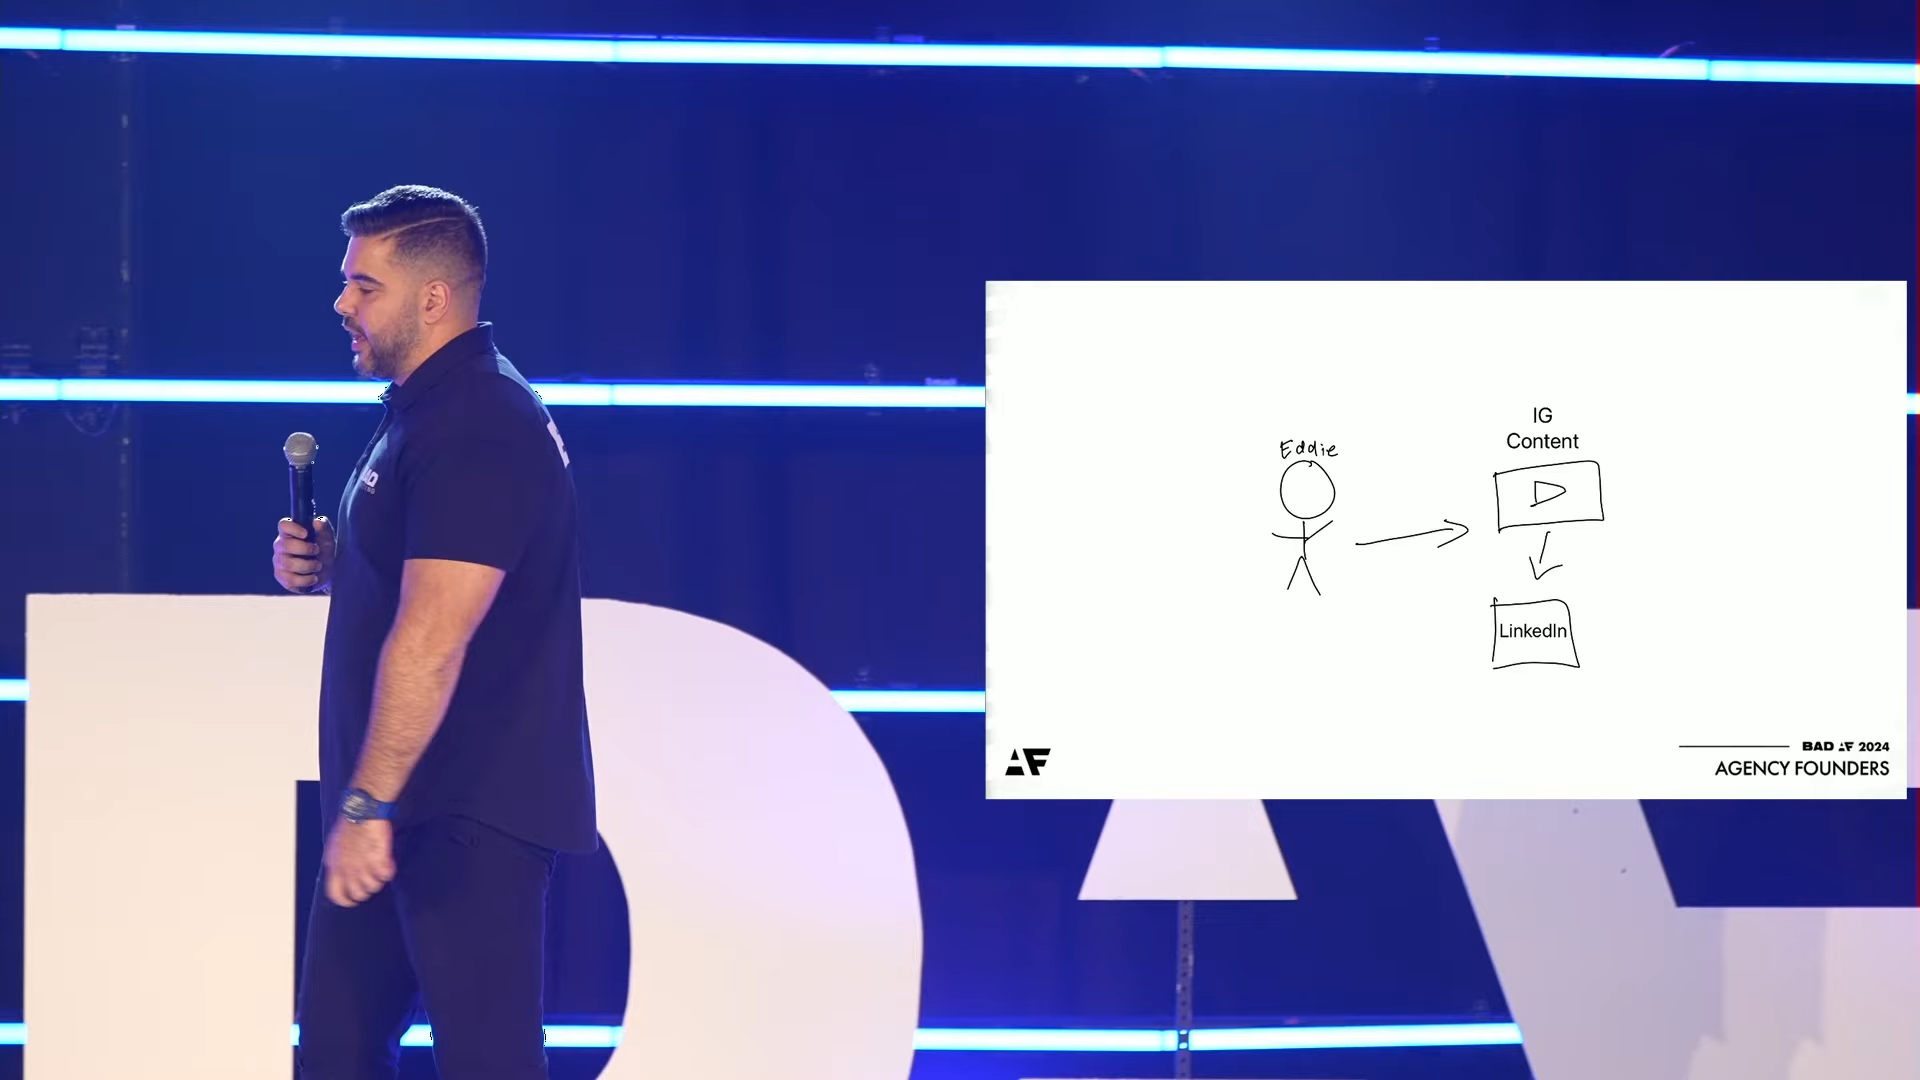 IG
Content
Eddie
LinkedIn
AF
BAD AF 2024
AGENCY FOUNDERS